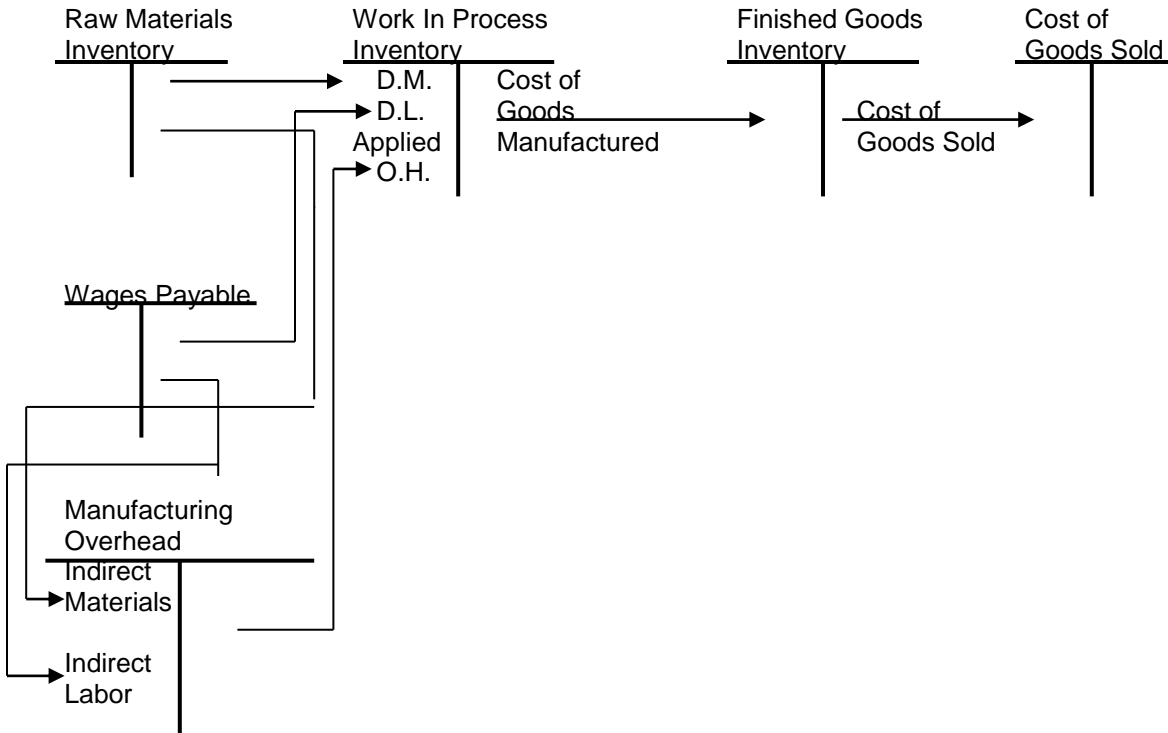 Raw Materials
Inventory
Work In Process
Inventory
Finished Goods
Inventory
Cost of
Goods Sold
D.M.
D.L.
Applied
O.H.
Cost of
Goods
Manufactured
Cost of
Goods Sold
Wages Payable
Manufacturing
Overhead
Indirect
Materials
Indirect
Labor